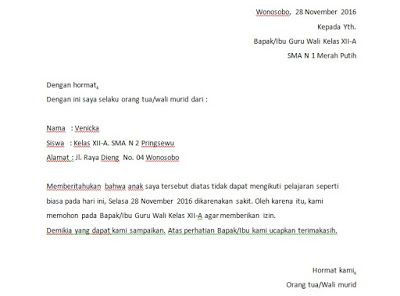 Wonosobo, 28 November 2016
Kepada Yth.
Bapak/Ibu Guru Wali Kelas XII-A
SMA N 1 Merah Putih
Dengan hormat,
Dengan ini saya selaku orang tua/wali murid dari :
Nama : Venicka
Siswa : Kelas XII-A. SMA N 2 Pringsewu
Alamat : Jl. Raya Dieng No. 04 Wonosobo
Memberitahukan bahwa anak saya tersebut diatas tidak dapat mengikuti pelajaran seperti
biasa pada hari ini, Selasa 28 November 2016 dikarenakan sakit. Oleh karena itu, kami
memohon pada Bapak/Ibu Guru Wali Kelas XII-A agar memberikan izin.
Demikia yang dapat kami sampaikan. Atas perhatian Bapak/Ibu kami ucapkan terimakasih.
Hormat kami,
Orang tua/Wali murid